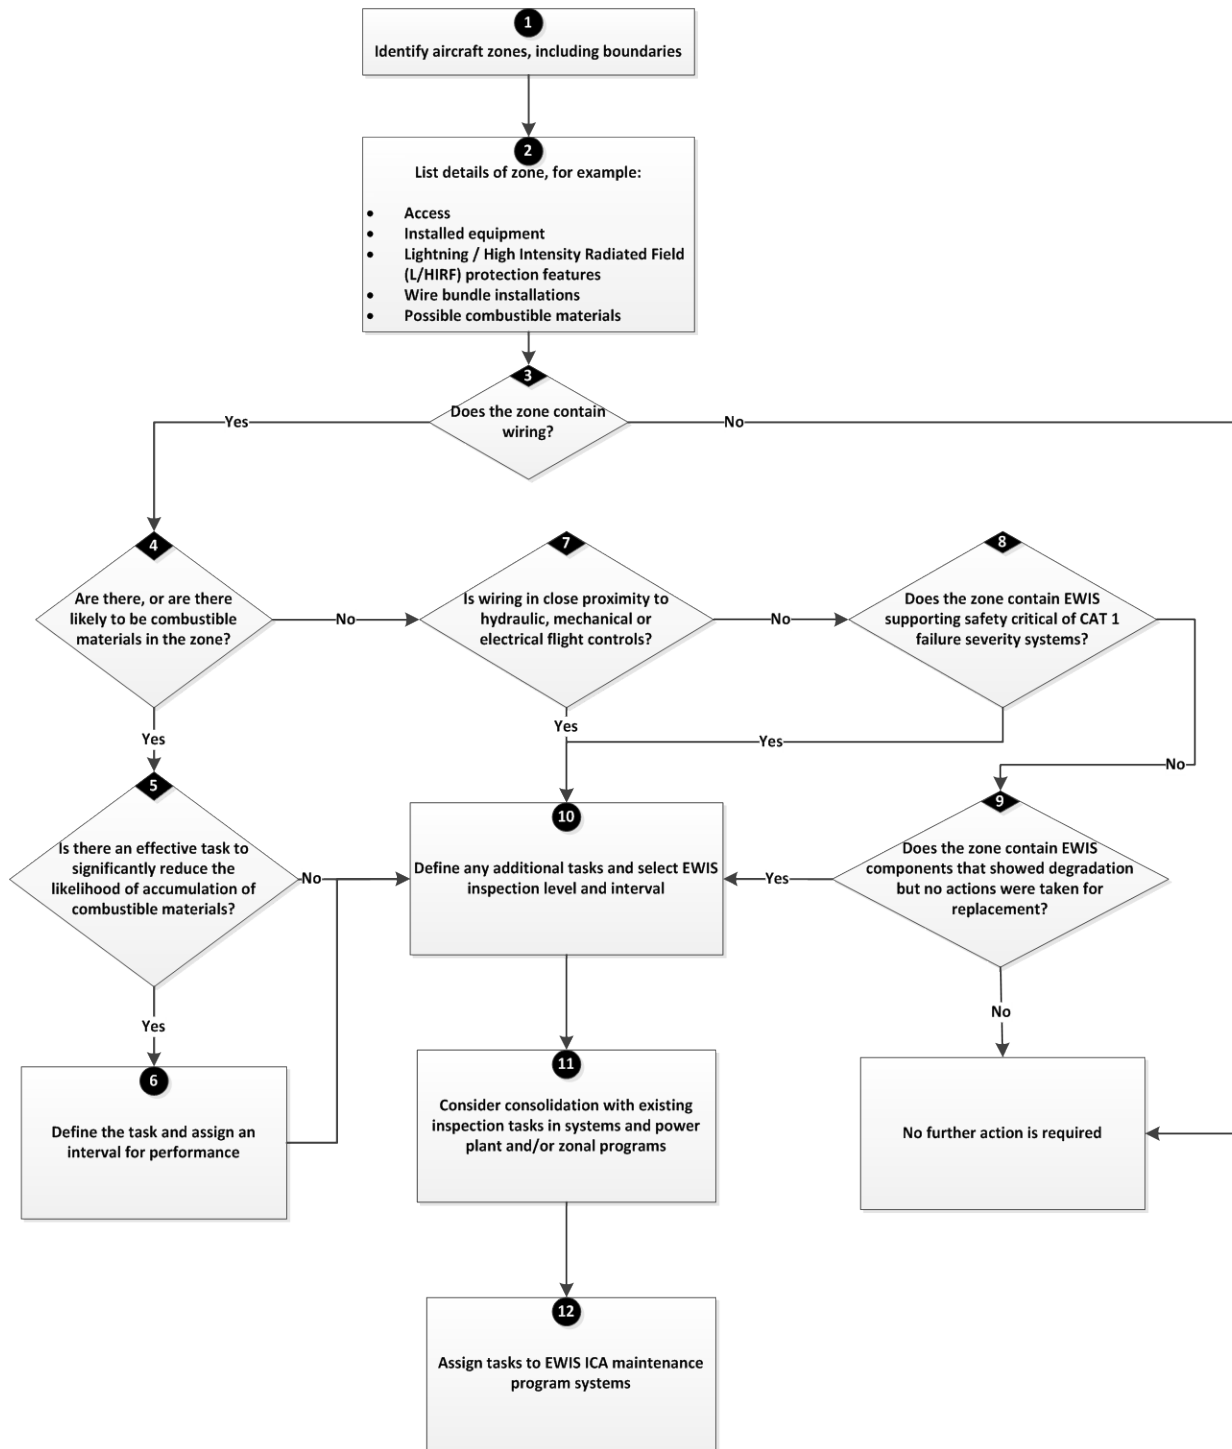 1
Identify aircraft zones, including boundaries
2
List details of zone, for example:
• Access
• Installed equipment
• Lightning / High Intensity Radiated Field
(L/HIRF) protection features
• Wire bundle installations
• Possible combustible materials
3
Does the zone contain
wiring?
Yes
No
4
Are there, or are there
likely to be combustible
materials in the zone?
No
7
Is wiring in close proximity to
hydraulic, mechanical or
electrical flight controls?
No
8
Does the zone contain EWIS
supporting safety critical of CAT 1
failure severity systems?
Yes
Yes
Yes
No
5
Is there an effective task to
significantly reduce the
likelihood of accumulation of
combustible materials?
No
10
Define any additional tasks and select EWIS
inspection level and interval
Yes
9
Does the zone contain EWIS
components that showed degradation
but no actions were taken for
replacement?
Yes
No
6
Define the task and assign an
interval for performance
11
Consider consolidation with existing
inspection tasks in systems and power
plant and/or zonal programs
No further action is required
12
Assign tasks to EWIS ICA maintenance
program systems